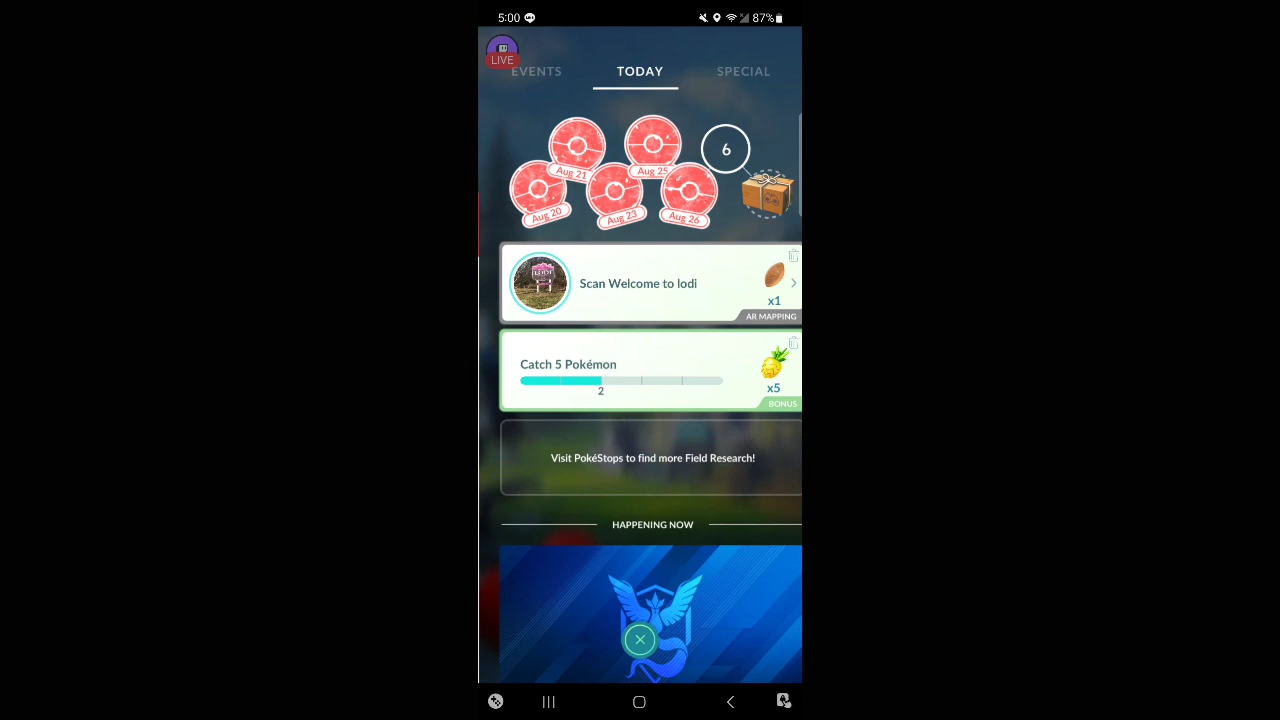 5:00
87%
LIVE
EVENTS
TODAY
SPECIAL
6
Aug 21
Aug 25
Aug 20
Aug 23
Aug 26
LODI
Scan Welcome to lodi
x1
AR MAPPING
Catch 5 Pokémon
2
x5
BONUS
Visit PokéStops to find more Field Research!
HAPPENING NOW